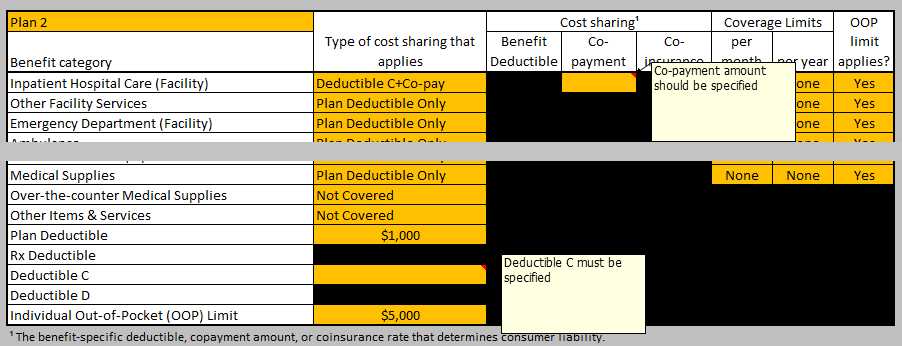 Plan 2 Cost sharing¹ Coverage Limits OOP
Type of cost sharing that Benefit Co- Co- per limit
Benefit category applies Deductible payment insurance month per year applies?
Inpatient Hospital Care (Facility) Deductible C+Co-pay Co-payment amount one Yes
should be specified
Other Facility Services Plan Deductible Only one Yes
Emergency Department (Facility) Plan Deductible Only one Yes
Ambulance Plan Deductible Only Yes
Medical Supplies Plan Deductible Only None None Yes
Over-the-counter Medical Supplies Not Covered
Other Items & Services Not Covered
Plan Deductible $1,000
Rx Deductible
Deductible C must be
Deductible C specified
Deductible D
Individual Out-of-Pocket (OOP) Limit $5,000
¹ The benefit-specific deductible, copayment amount, or coinsurance rate that determines consumer liability.